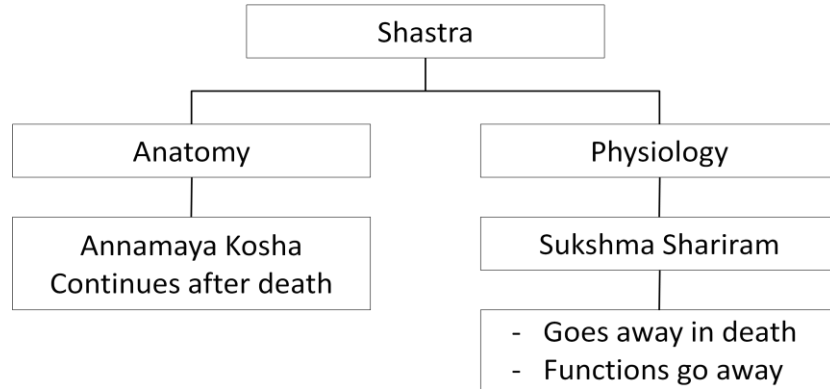 Shastra
Anatomy
Physiology
Annamaya Kosha
Continues after death
Sukshma Shariram
- Goes away in death
- Functions go away